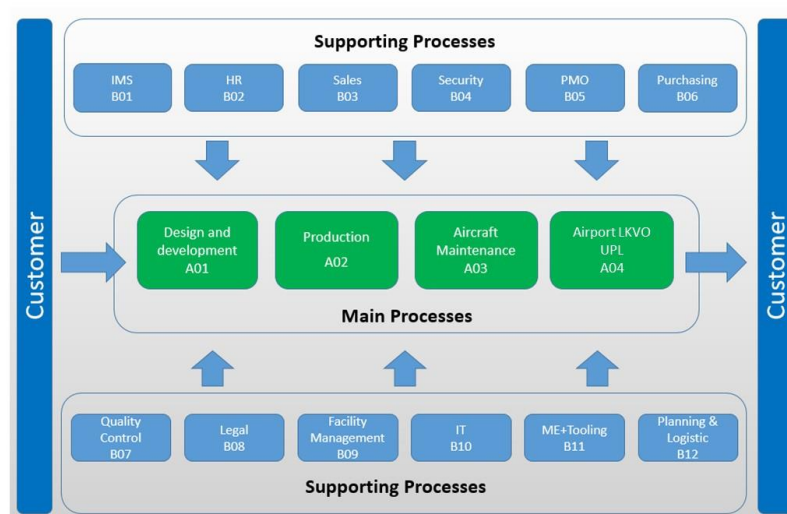 Supporting Processes
IMS
B01
HR
B02
Sales
B03
Security
B04
PMO
B05
Purchasing
B06
Customer
Design and
development
A01
Production
A02
Aircraft
Maintenance
A03
Airport LKVO
UPL
A04
Customer
Main Processes
Quality
Control
B07
Legal
B08
Facility
Management
B09
IT
B10
ME+Tooling
B11
Planning &
Logistic
B12
Supporting Processes